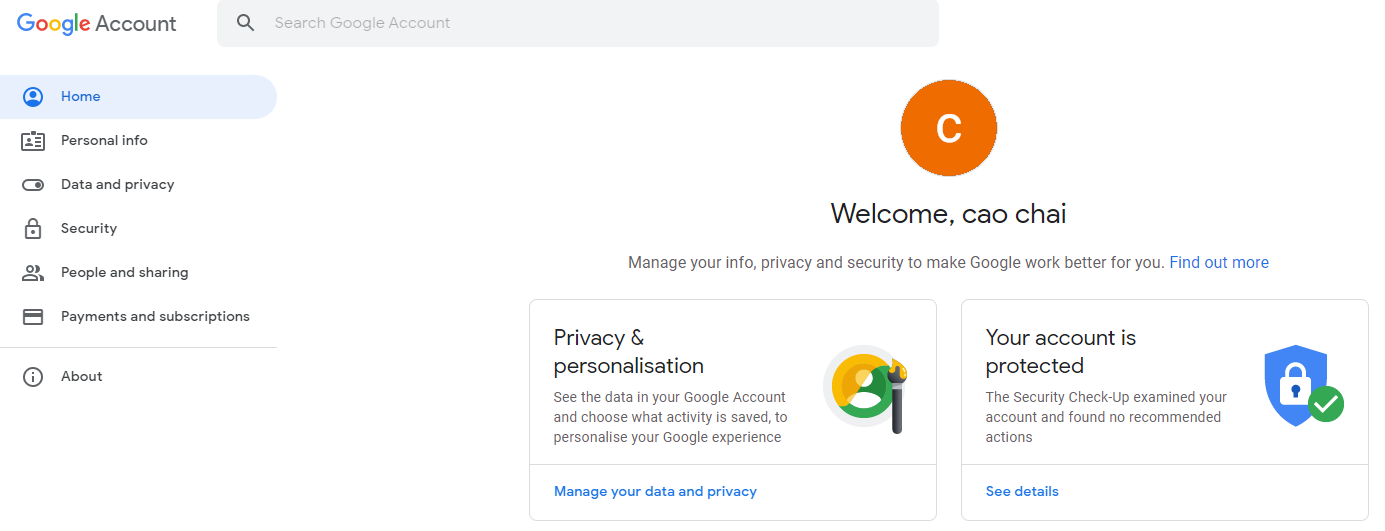 Google Account
Search Google Account
Home
Personal info
Data and privacy
Security
People and sharing
Payments and subscriptions
About
C
Welcome, cao chai
Manage your info, privacy and security to make Google work better for you. Find out more
Privacy &
personalisation
See the data in your Google Account
and choose what activity is saved, to
personalise your Google experience
Manage your data and privacy
Your account is
protected
The Security Check-Up examined your
account and found no recommended
actions
See details